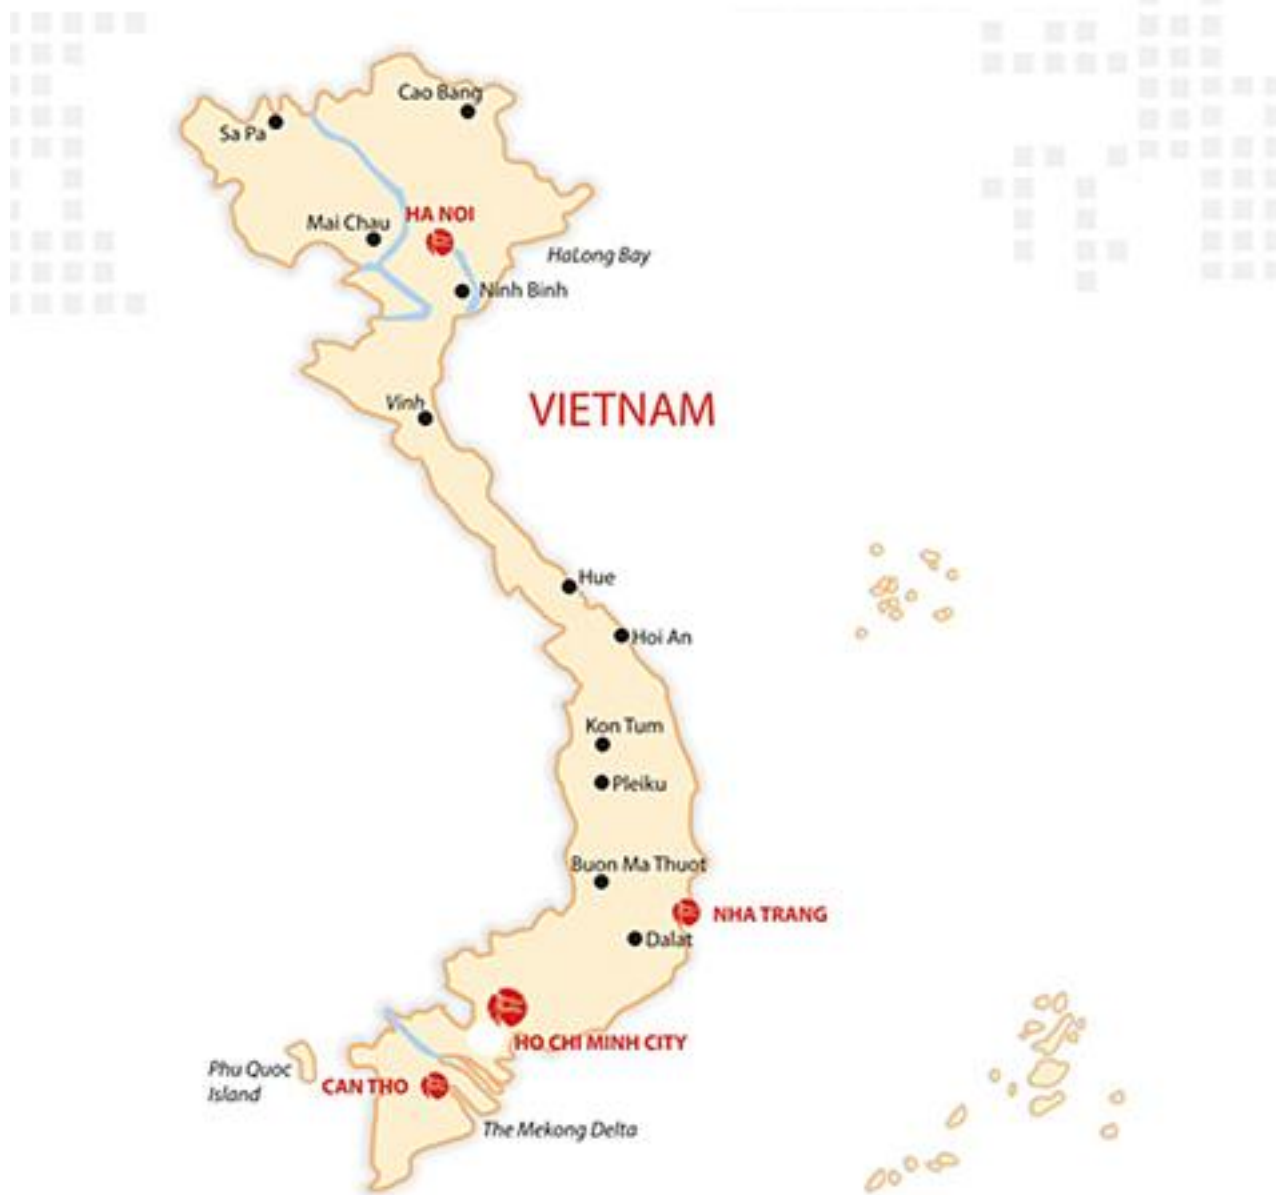 Cao Bang
Sa Pa
HA NOI
Mai Chau
HaLong Bay
Ninh Binh
VIETNAM
Vinh
Hue
Hoi An
Kon Tum
Pleiku
Buon Ma Thuot
NHA TRANG
Dalat
HO CHI MINH CITY
Phu Quoc
Island
CAN THO
The Mekong Delta